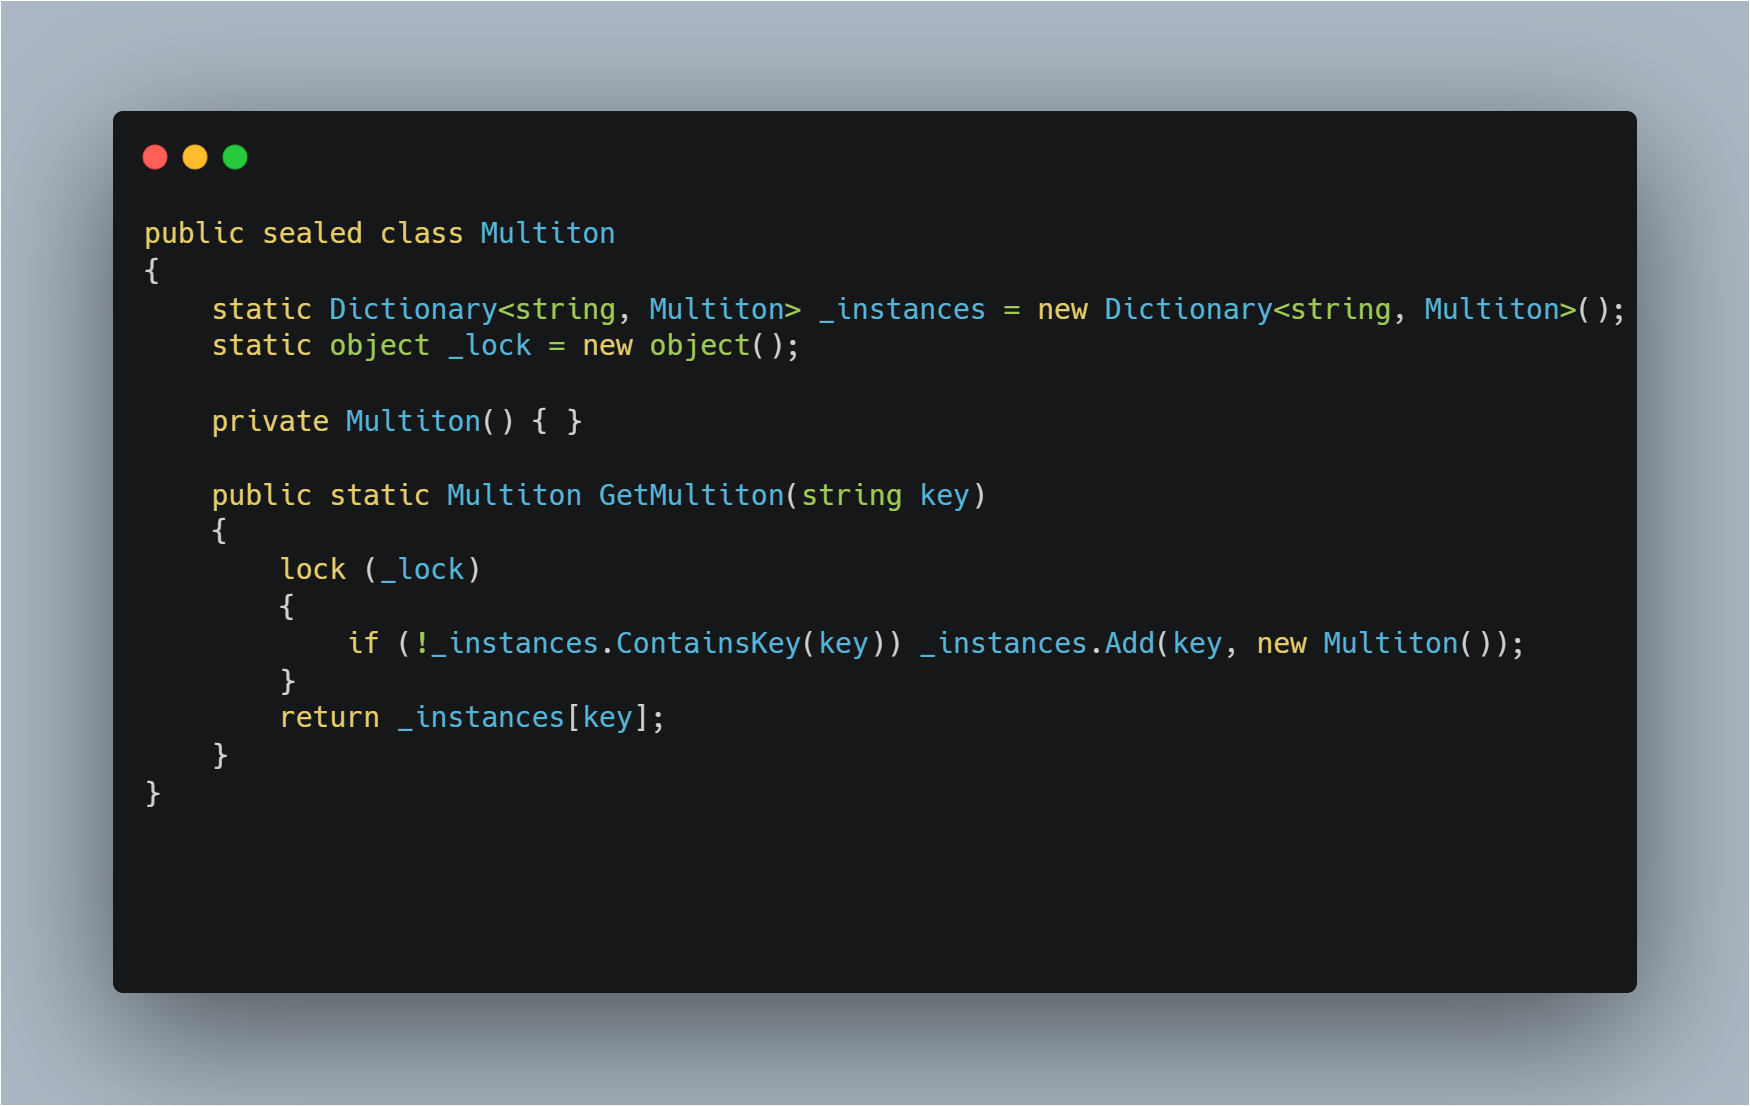 public sealed class Multiton
{
    static Dictionary<string, Multiton> _instances = new Dictionary<string, Multiton>();
    static object _lock = new object();

    private Multiton() { }

    public static Multiton GetMultiton(string key)
    {
        lock (_lock)
        {
            if (!_instances.ContainsKey(key)) _instances.Add(key, new Multiton());
        }
        return _instances[key];
    }
}